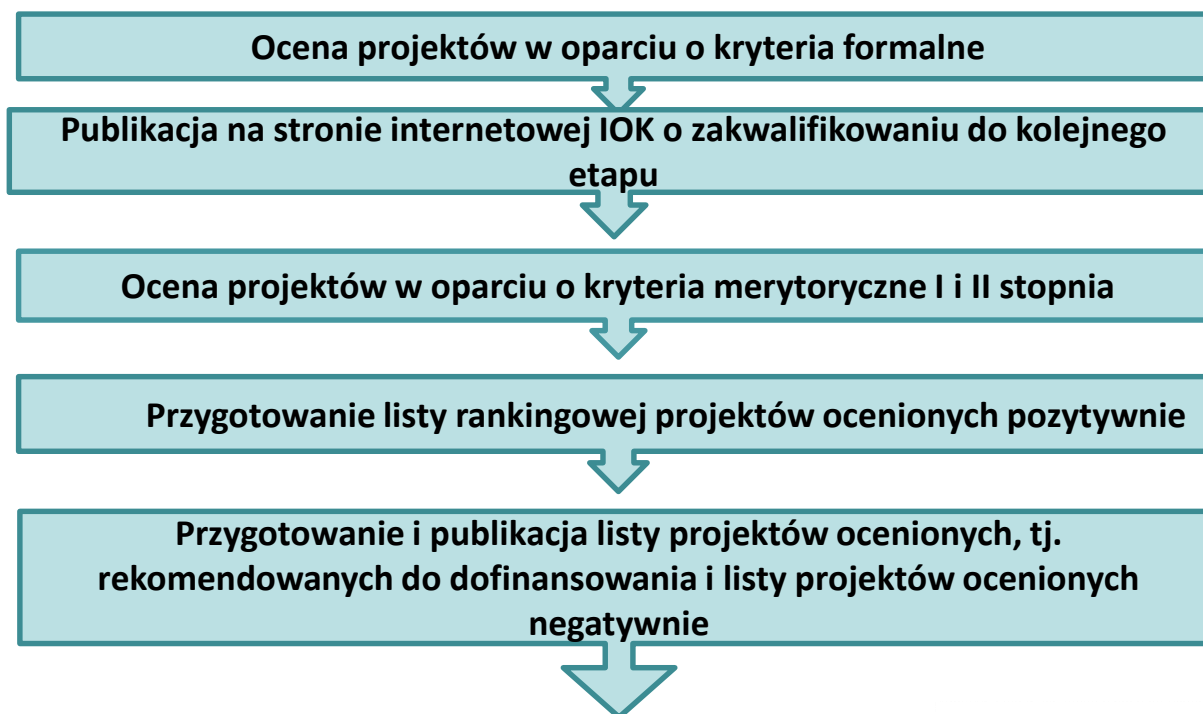 Ocena projektów w oparciu o kryteria formalne
Publikacja na stronie internetowej IOK o zakwalifikowaniu do kolejnego
etapu
Ocena projektów w oparciu o kryteria merytoryczne I i II stopnia
Przygotowanie listy rankingowej projektów ocenionych pozytywnie
Przygotowanie i publikacja listy projektów ocenionych, tj.
rekomendowanych do dofinansowania i listy projektów ocenionych
negatywnie